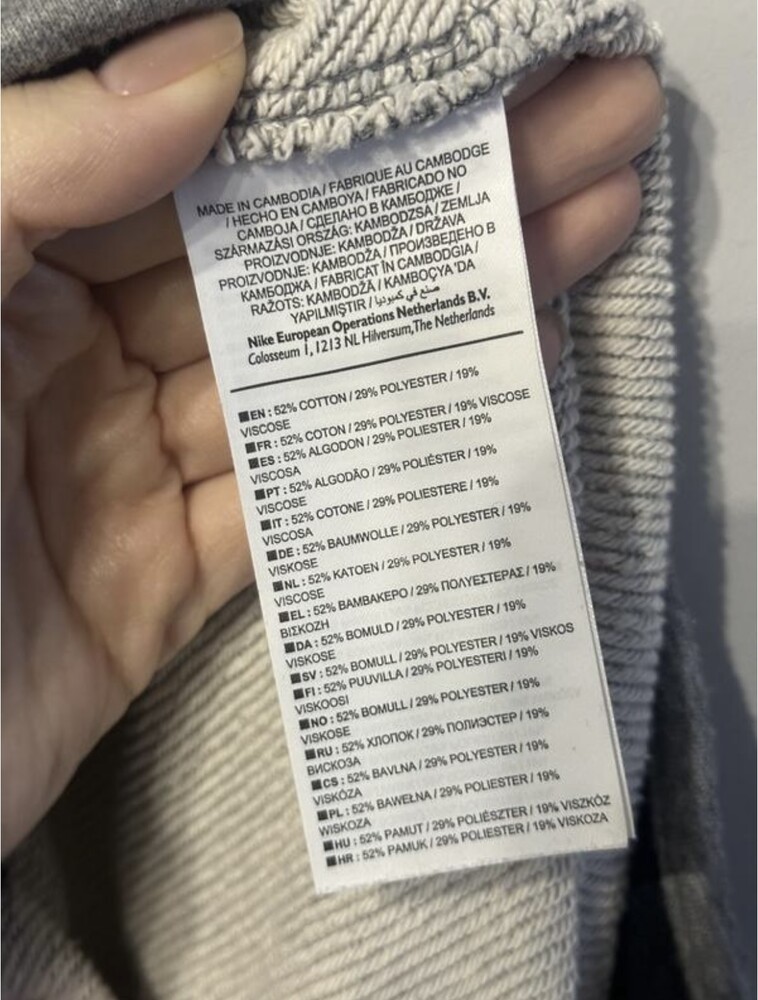 MADE IN CAMBODIA / FABRIQUE AU CAMBODGE
/ HECHO EN CAMBOYA / FABRICADO NO
CAMBOJA / СДЕЛАНО В КАМБОДЖЕ /
SZÁRMAZÁSI ORSZÁG: KAMBODZSA / ZEMLJA
PROIZVODNJE: KAMBODŽA / DRŽAVA
PROIZVODNJE: KAMBODŽA / ПРОИЗВЕДЕНО В
КАМБОДЖА / FABRICAT ÎN CAMBODGIA /
RAŽOTS: KAMBODŽĀ / KAMBOÇYA 'DA
YAPILMIŞTIR / صنع في كمبوديا
Nike European Operations Netherlands B.V.
Colosseum 1, 1213 NL Hilversum, The Netherlands
EN : 52% COTTON / 29% POLYESTER / 19%
VISCOSE
FR : 52% COTON / 29% POLYESTER / 19% VISCOSE
ES : 52% ALGODON / 29% POLIESTER / 19%
VISCOSA
PT : 52% ALGODÃO / 29% POLIÉSTER / 19%
VISCOSE
IT : 52% COTONE / 29% POLIESTERE / 19%
VISCOSA
DE : 52% BAUMWOLLE / 29% POLYESTER / 19%
VISKOSE
NL : 52% KATOEN / 29% POLYESTER / 19%
VISCOSE
EL : 52% ΒΑΜΒΑΚΕΡΟ / 29% ΠΟΛΥΕΣΤΕΡΑΣ / 19%
ΒΙΣΚΟΖΗ
DA : 52% BOMULD / 29% POLYESTER / 19%
VISKOSE
SV : 52% BOMULL / 29% POLYESTER / 19% VISKOS
FI : 52% PUUVILLA / 29% POLYESTERI / 19%
VISKOOSI
NO : 52% BOMULL / 29% POLYESTER / 19%
VISKOSE
RU : 52% ХЛОПОК / 29% ПОЛИЭСТЕР / 19%
ВИСКОЗА
CS : 52% BAVLNA / 29% POLYESTER / 19%
VISKÓZA
PL : 52% BAWEŁNA / 29% POLIESTER / 19%
WISKOZA
HU : 52% PAMUT / 29% POLIÉSZTER / 19% VISZKÓZ
HR : 52% PAMUK / 29% POLIESTER / 19% VISKOZA